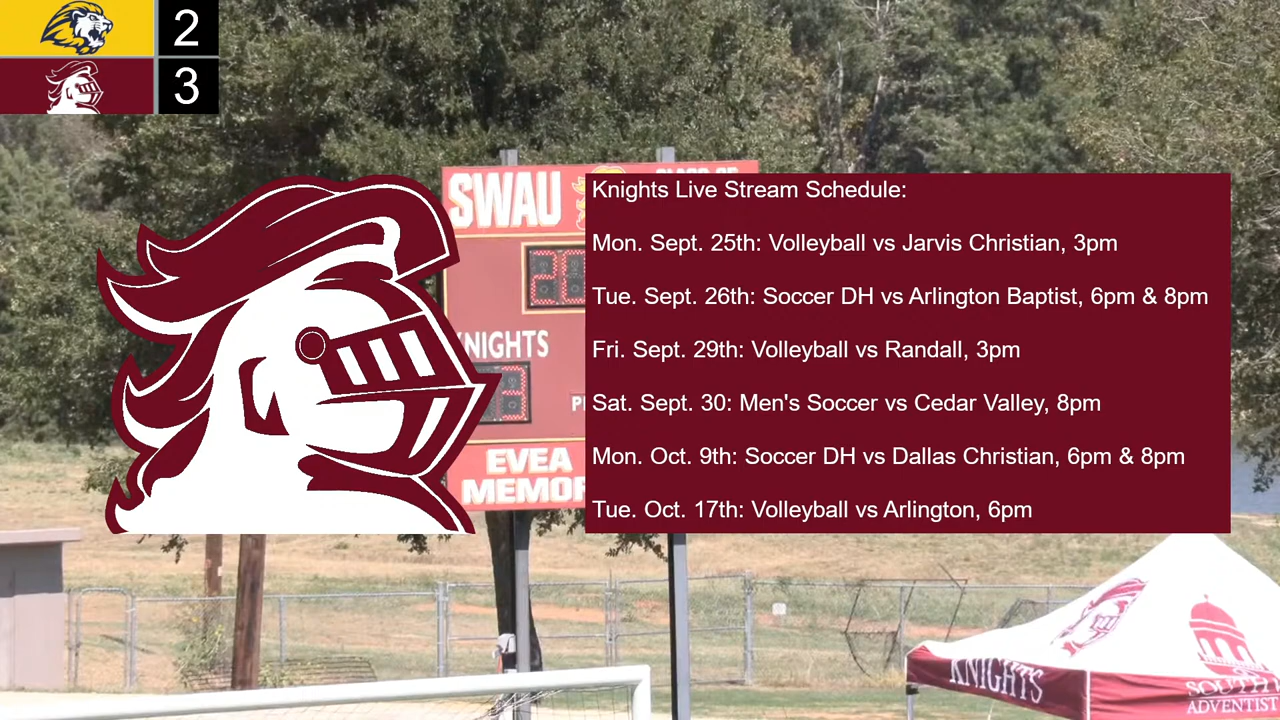 2
3
SWAU
Knights Live Stream Schedule:
Mon. Sept. 25th: Volleyball vs Jarvis Christian, 3pm
Tue. Sept. 26th: Soccer DH vs Arlington Baptist, 6pm & 8pm
KNIGHTS
Fri. Sept. 29th: Volleyball vs Randall, 3pm
Sat. Sept. 30: Men's Soccer vs Cedar Valley, 8pm
Mon. Oct. 9th: Soccer DH vs Dallas Christian, 6pm & 8pm
EVEA
Tue. Oct. 17th: Volleyball vs Arlington, 6pm
KNIGHTS
ADVENTIST